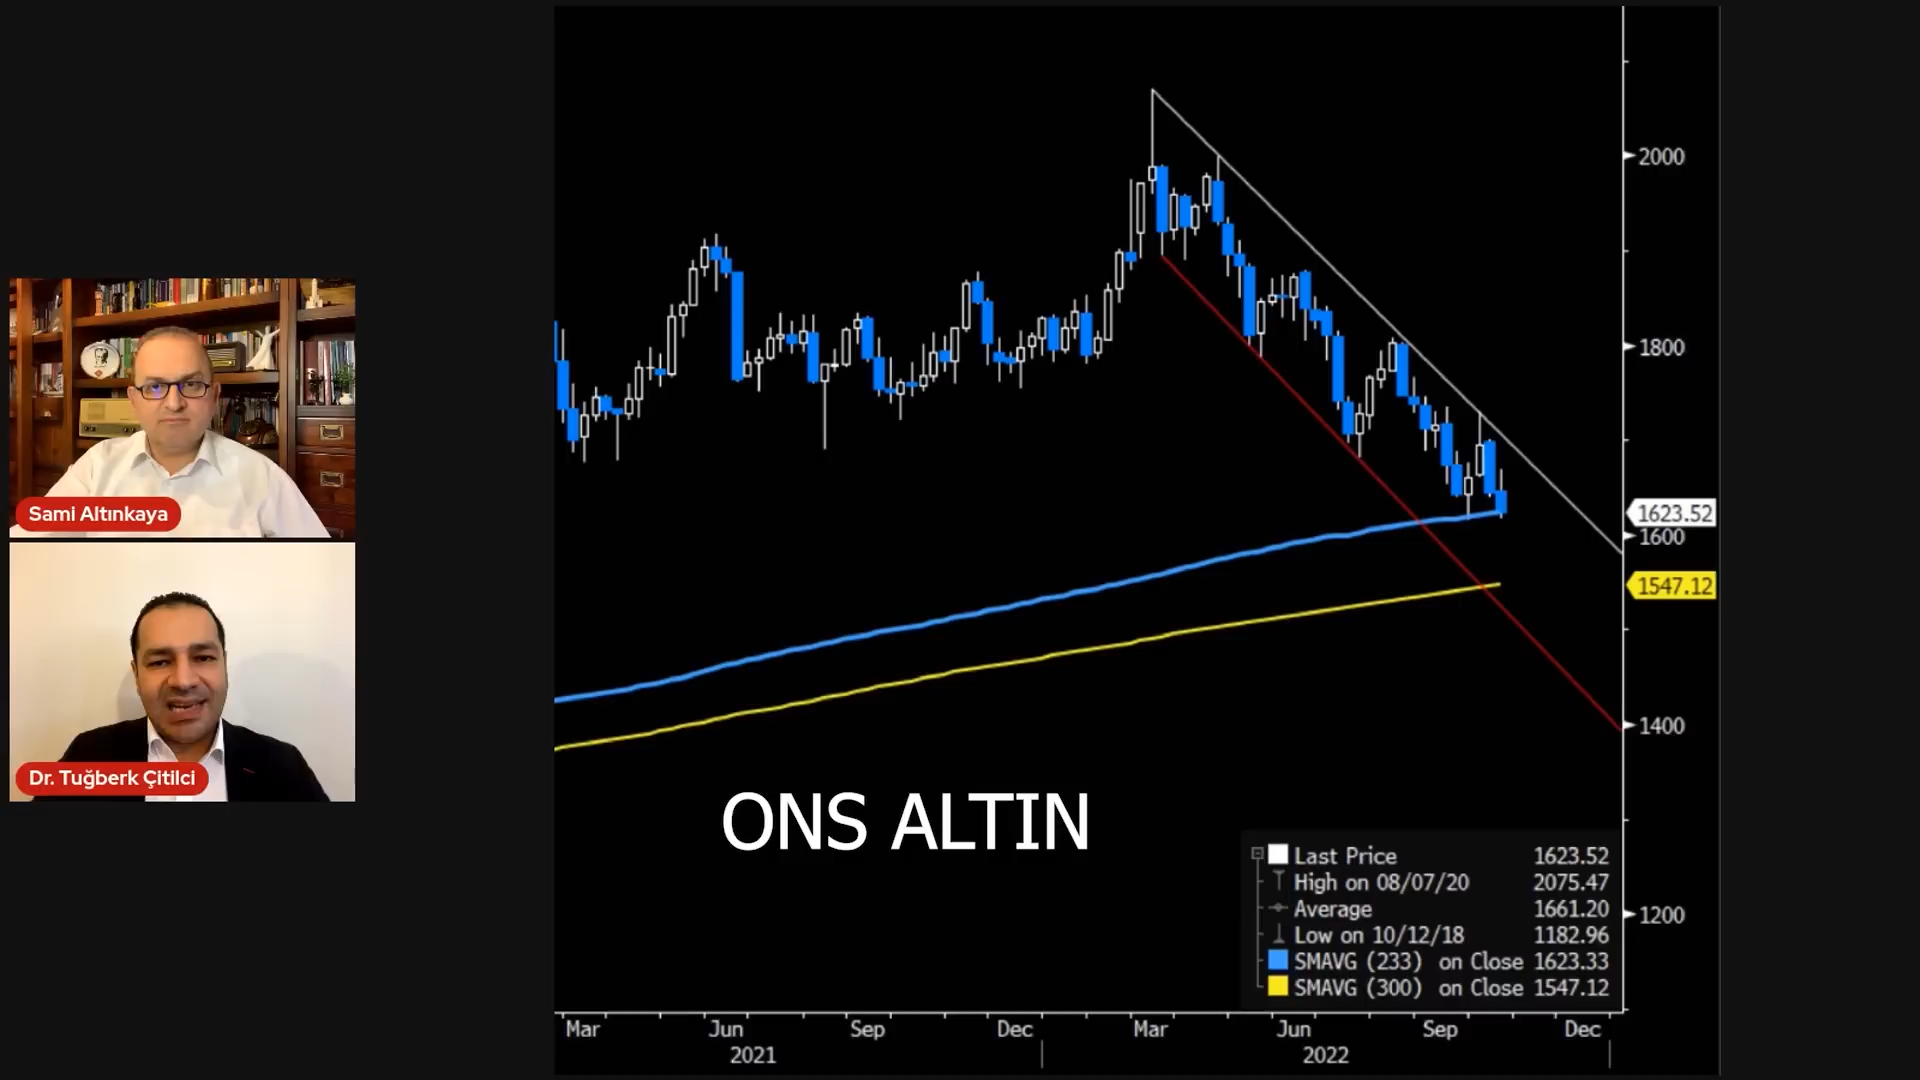 Sami Altınkaya
Dr. Tuğberk Çitilci
2000
1800
1623.52
1600
1547.12
1400
1200
ONS ALTIN
Last Price 1623.52
High on 08/07/20 2075.47
Average 1661.20
Low on 10/12/18 1182.96
SMAVG (233) on Close 1623.33
SMAVG (300) on Close 1547.12
Mar Jun Sep Dec Mar Jun Sep Dec
2021 2022